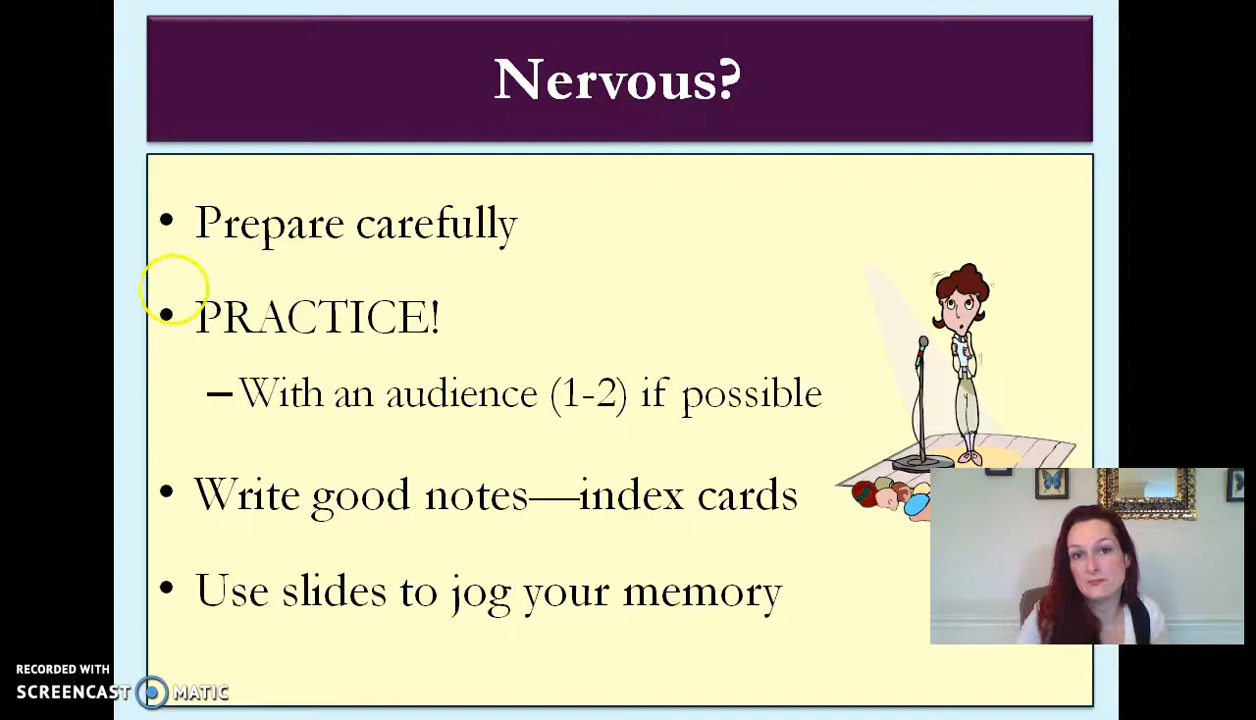 Nervous?
• Prepare carefully
• PRACTICE!
–With an audience (1-2) if possible
• Write good notes—index cards
• Use slides to jog your memory
RECORDED WITH
SCREENCAST MATIC